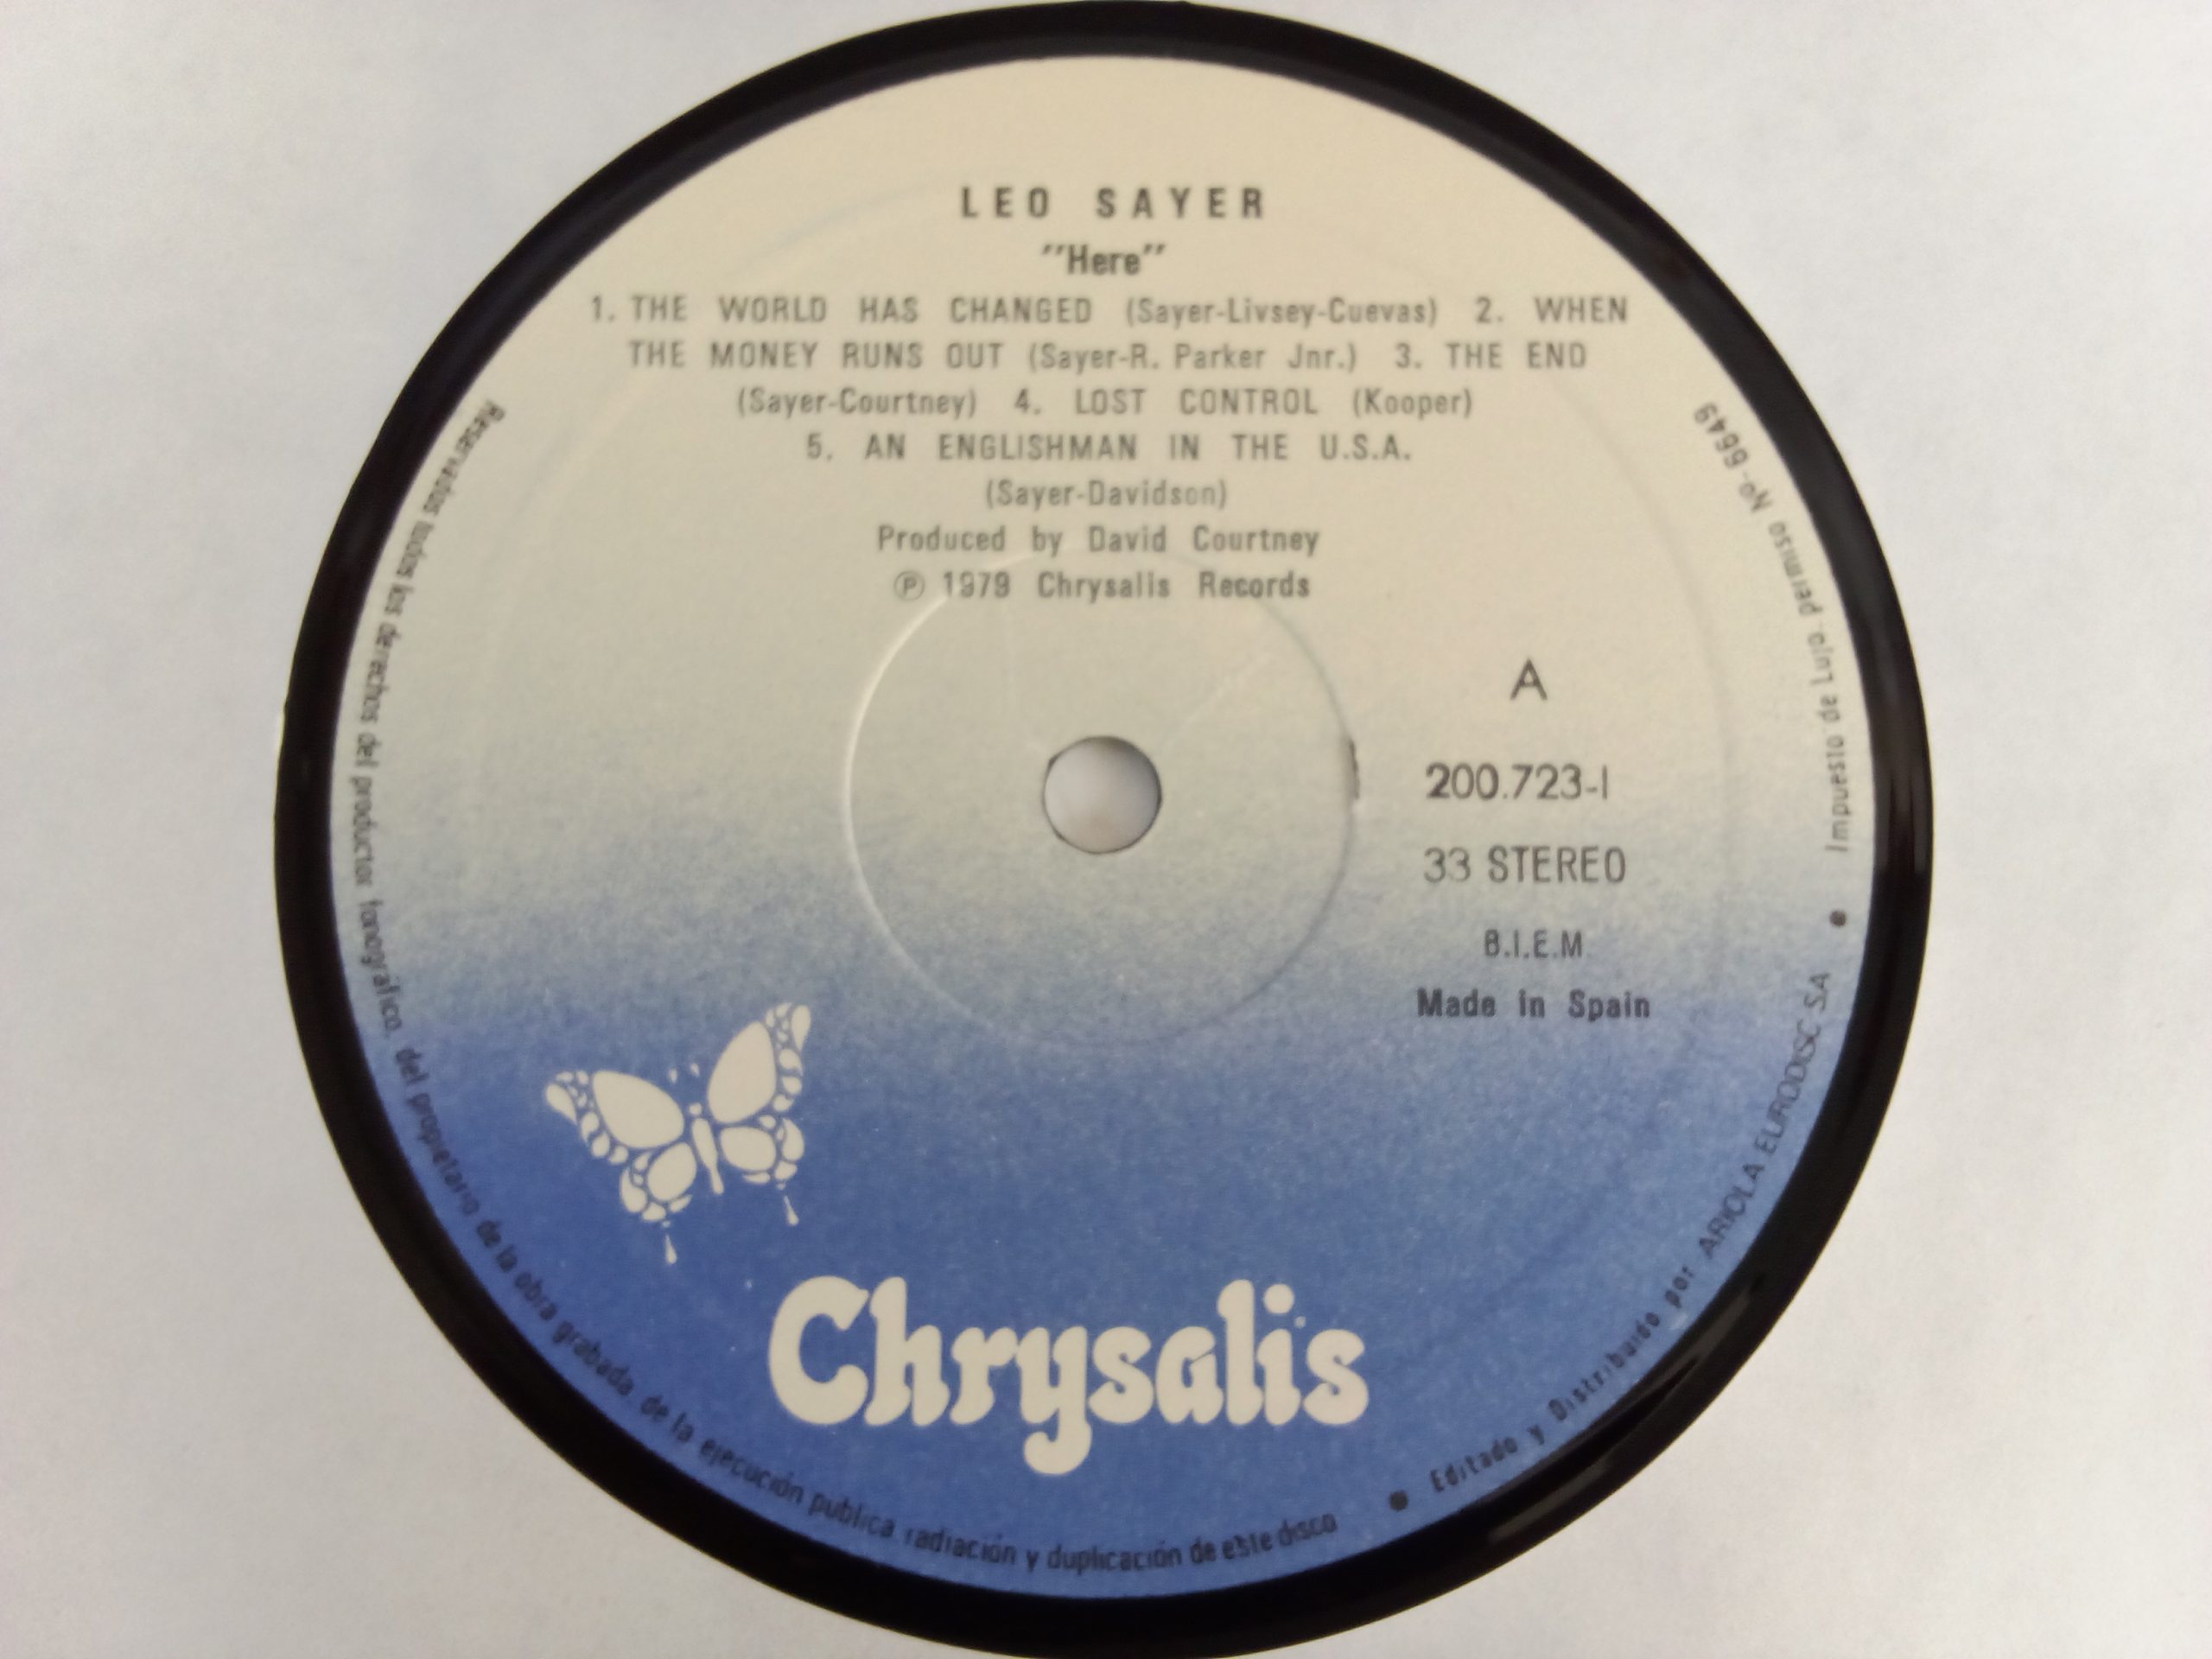 LEO SAYER
"Here"
1. THE WORLD HAS CHANGED (Sayer-Livsey-Cuevas) 2. WHEN
THE MONEY RUNS OUT (Sayer-R. Parker Jnr.) 3. THE END
(Sayer-Courtney) 4. LOST CONTROL (Kooper)
5. AN ENGLISHMAN IN THE U.S.A.
(Sayer-Davidson)
Produced by David Courtney
Ⓟ 1979 Chrysalis Records
A
200.723-I
33 STEREO
B.I.E.M
Made in Spain
Chrysalis
Reservados todos los derechos del productor fonográfico, del propietario de la obra grabada, de la ejecución publica, radiación y duplicación de este disco • Editado y Distribuido por ARIOLA EURODISC S.A • Impuesto de Lujo, permiso Nº- 6649